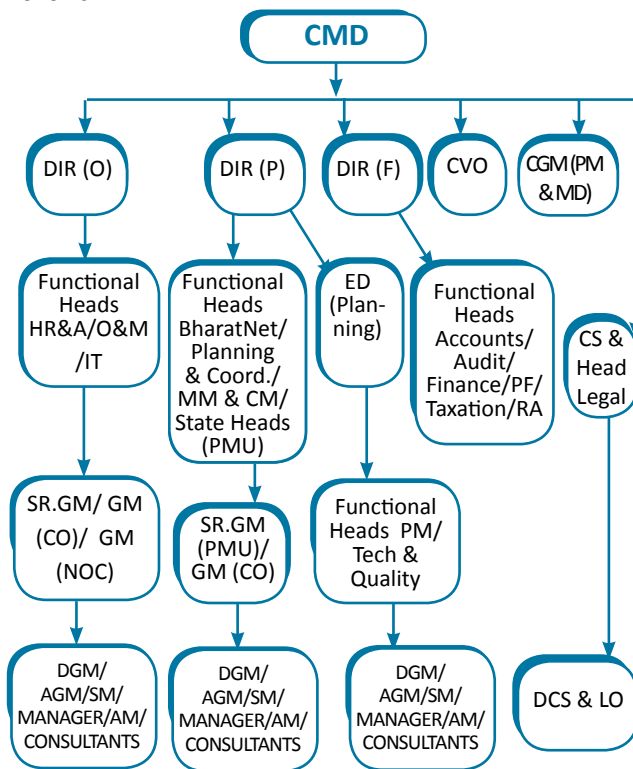 CMD
DIR (O)
DIR (P)
DIR (F)
CVO
CGM (PM
& MD)
Functional
Heads
HR&A/O&M
/IT
Functional
Heads
BharatNet/
Planning
& Coord./
MM & CM/
State Heads
(PMU)
ED
(Plan-
ning)
Functional
Heads
Accounts/
Audit/
Finance/PF/
Taxation/RA
CS &
Head
Legal
SR.GM/ GM
(CO)/ GM
(NOC)
SR.GM
(PMU)/
GM (CO)
Functional
Heads PM/
Tech &
Quality
DGM/
AGM/SM/
MANAGER/AM/
CONSULTANTS
DGM/
AGM/SM/
MANAGER/AM/
CONSULTANTS
DGM/
AGM/SM/
MANAGER/AM/
CONSULTANTS
DCS & LO